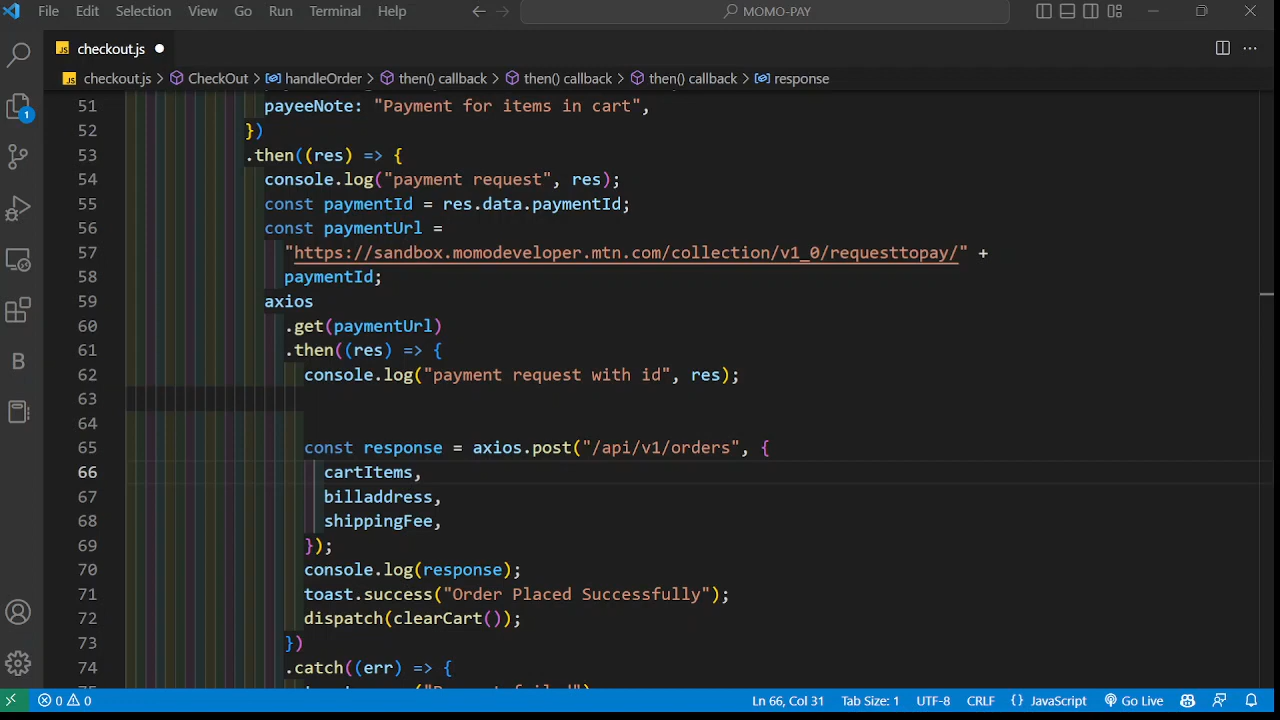 File Edit Selection View Go Run Terminal Help MOMO-PAY
JS checkout.js
JS checkout.js > CheckOut > handleOrder > then() callback > then() callback > then() callback > response
51 payeeNote: "Payment for items in cart",
52 })
53 .then((res) => {
54 console.log("payment request", res);
55 const paymentId = res.data.paymentId;
56 const paymentUrl =
57 "https://sandbox.momodeveloper.mtn.com/collection/v1_0/requesttopay/" +
58 paymentId;
59 axios
60 .get(paymentUrl)
61 .then((res) => {
62 console.log("payment request with id", res);
63
64
65 const response = axios.post("/api/v1/orders", {
66 cartItems,
67 billaddress,
68 shippingFee,
69 });
70 console.log(response);
71 toast.success("Order Placed Successfully");
72 dispatch(clearCart());
73 })
74 .catch((err) => {
1
B
0 0 Ln 66, Col 31 Tab Size: 1 UTF-8 CRLF {} JavaScript Go Live